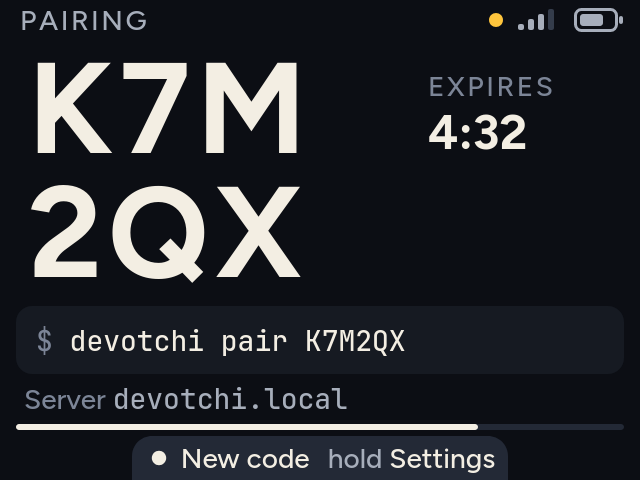 PAIRING
K7M
2QX
EXPIRES
4:32
$ devotchi pair K7M2QX
Server devotchi.local
New code hold Settings